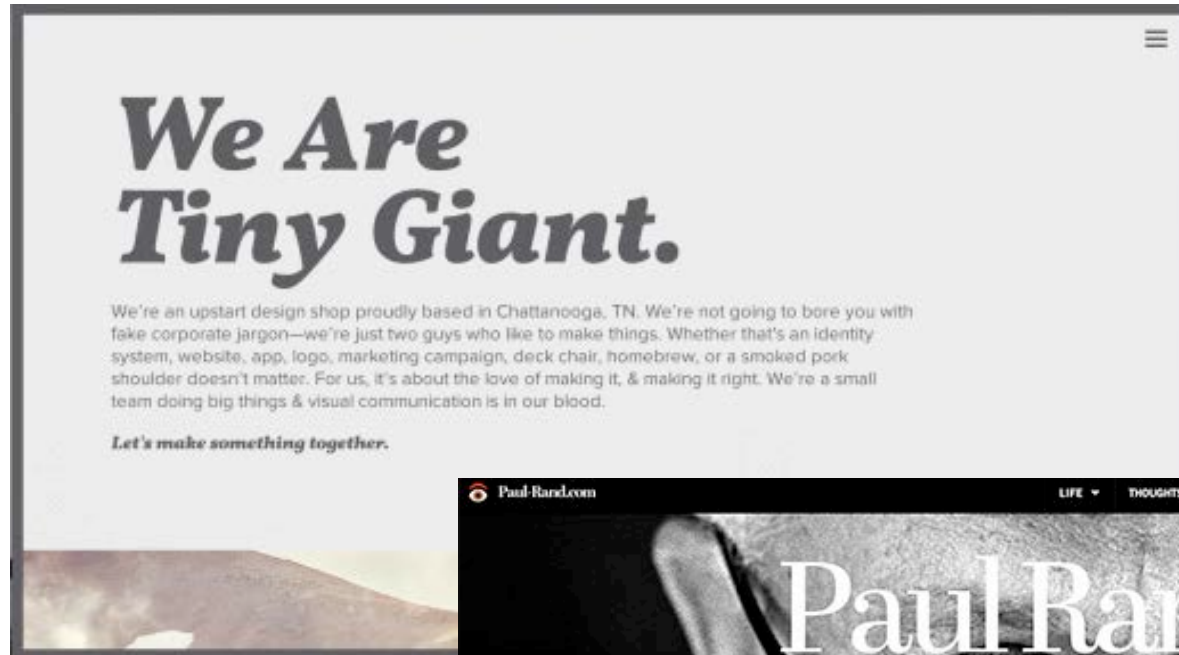 We Are
Tiny Giant.
We're an upstart design shop proudly based in Chattanooga, TN. We're not going to bore you with
fake corporate jargon—we're just two guys who like to make things. Whether that's an identity
system, website, app, logo, marketing campaign, deck chair, homebrew, or a smoked pork
shoulder doesn't matter. For us, it's about the love of making it, & making it right. We're a small
team doing big things & visual communication is in our blood.
Let's make something together.
Paul-Rand.com LIFE THOUGHTS
Paul Ran